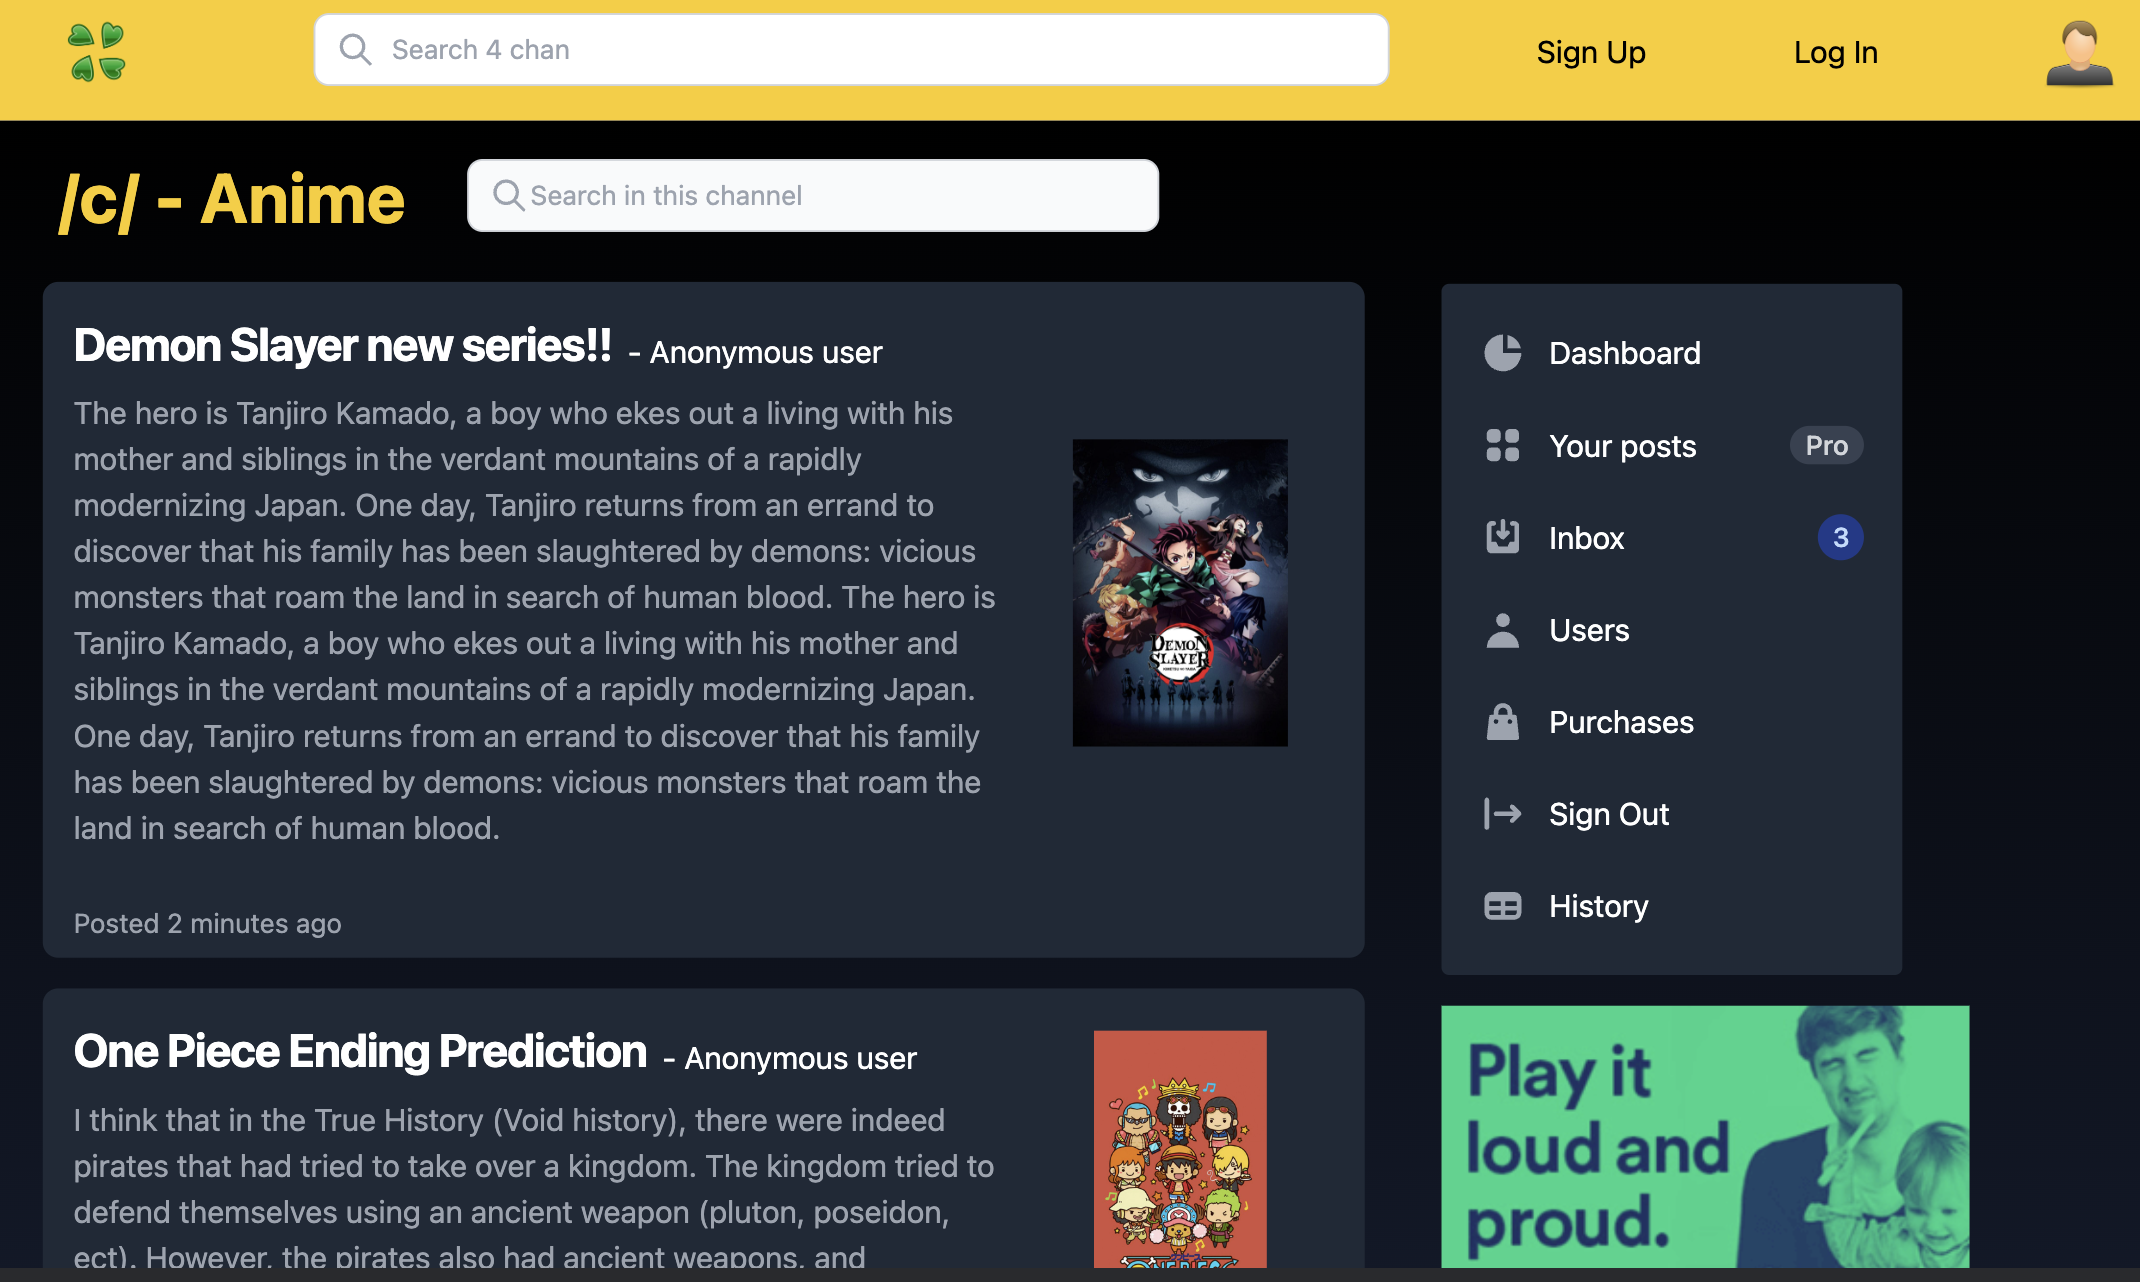 Search 4 chan
Sign Up
Log In
/c/ - Anime
Search in this channel
Demon Slayer new series!! - Anonymous user
The hero is Tanjiro Kamado, a boy who ekes out a living with his
mother and siblings in the verdant mountains of a rapidly
modernizing Japan. One day, Tanjiro returns from an errand to
discover that his family has been slaughtered by demons: vicious
monsters that roam the land in search of human blood. The hero is
Tanjiro Kamado, a boy who ekes out a living with his mother and
siblings in the verdant mountains of a rapidly modernizing Japan.
One day, Tanjiro returns from an errand to discover that his family
has been slaughtered by demons: vicious monsters that roam the
land in search of human blood.
Posted 2 minutes ago
DEMON
SLAYER
One Piece Ending Prediction - Anonymous user
I think that in the True History (Void history), there were indeed
pirates that had tried to take over a kingdom. The kingdom tried to
defend themselves using an ancient weapon (pluton, poseidon,
ect). However, the pirates also had ancient weapons, and
Dashboard
Your posts Pro
Inbox 3
Users
Purchases
Sign Out
History
Play it
loud and
proud.